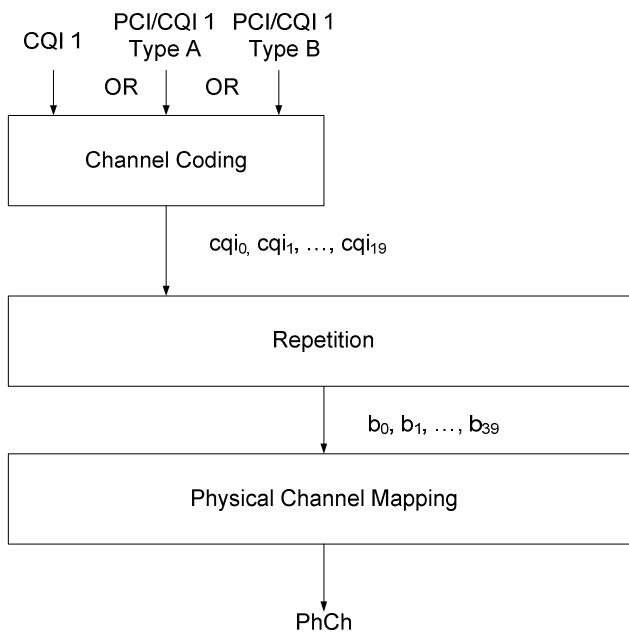 CQI 1
PCI/CQI 1
Type A
PCI/CQI 1
Type B
OR
OR
Channel Coding
cqi₀, cqi₁, …, cqi₁₉
Repetition
b₀, b₁, …, b₃₉
Physical Channel Mapping
PhCh